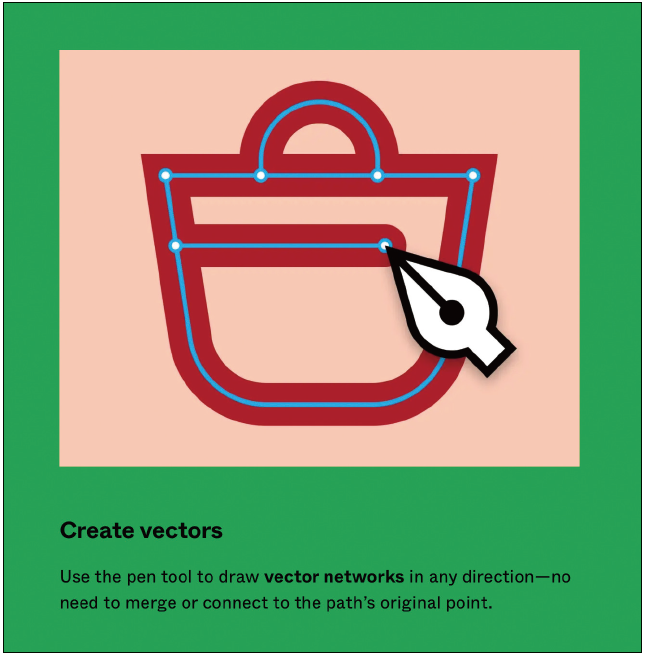 Create vectors
Use the pen tool to draw vector networks in any direction—no
need to merge or connect to the path’s original point.